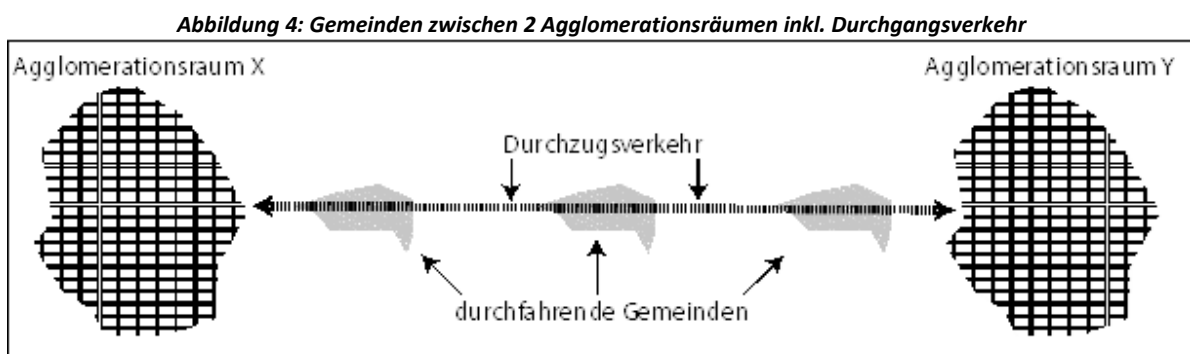 Abbildung 4: Gemeinden zwischen 2 Agglomerationsräumen inkl. Durchgangsverkehr
Agglomerationsraum X
Agglomerationsraum Y
Durchzugsverkehr
durchfahrende Gemeinden